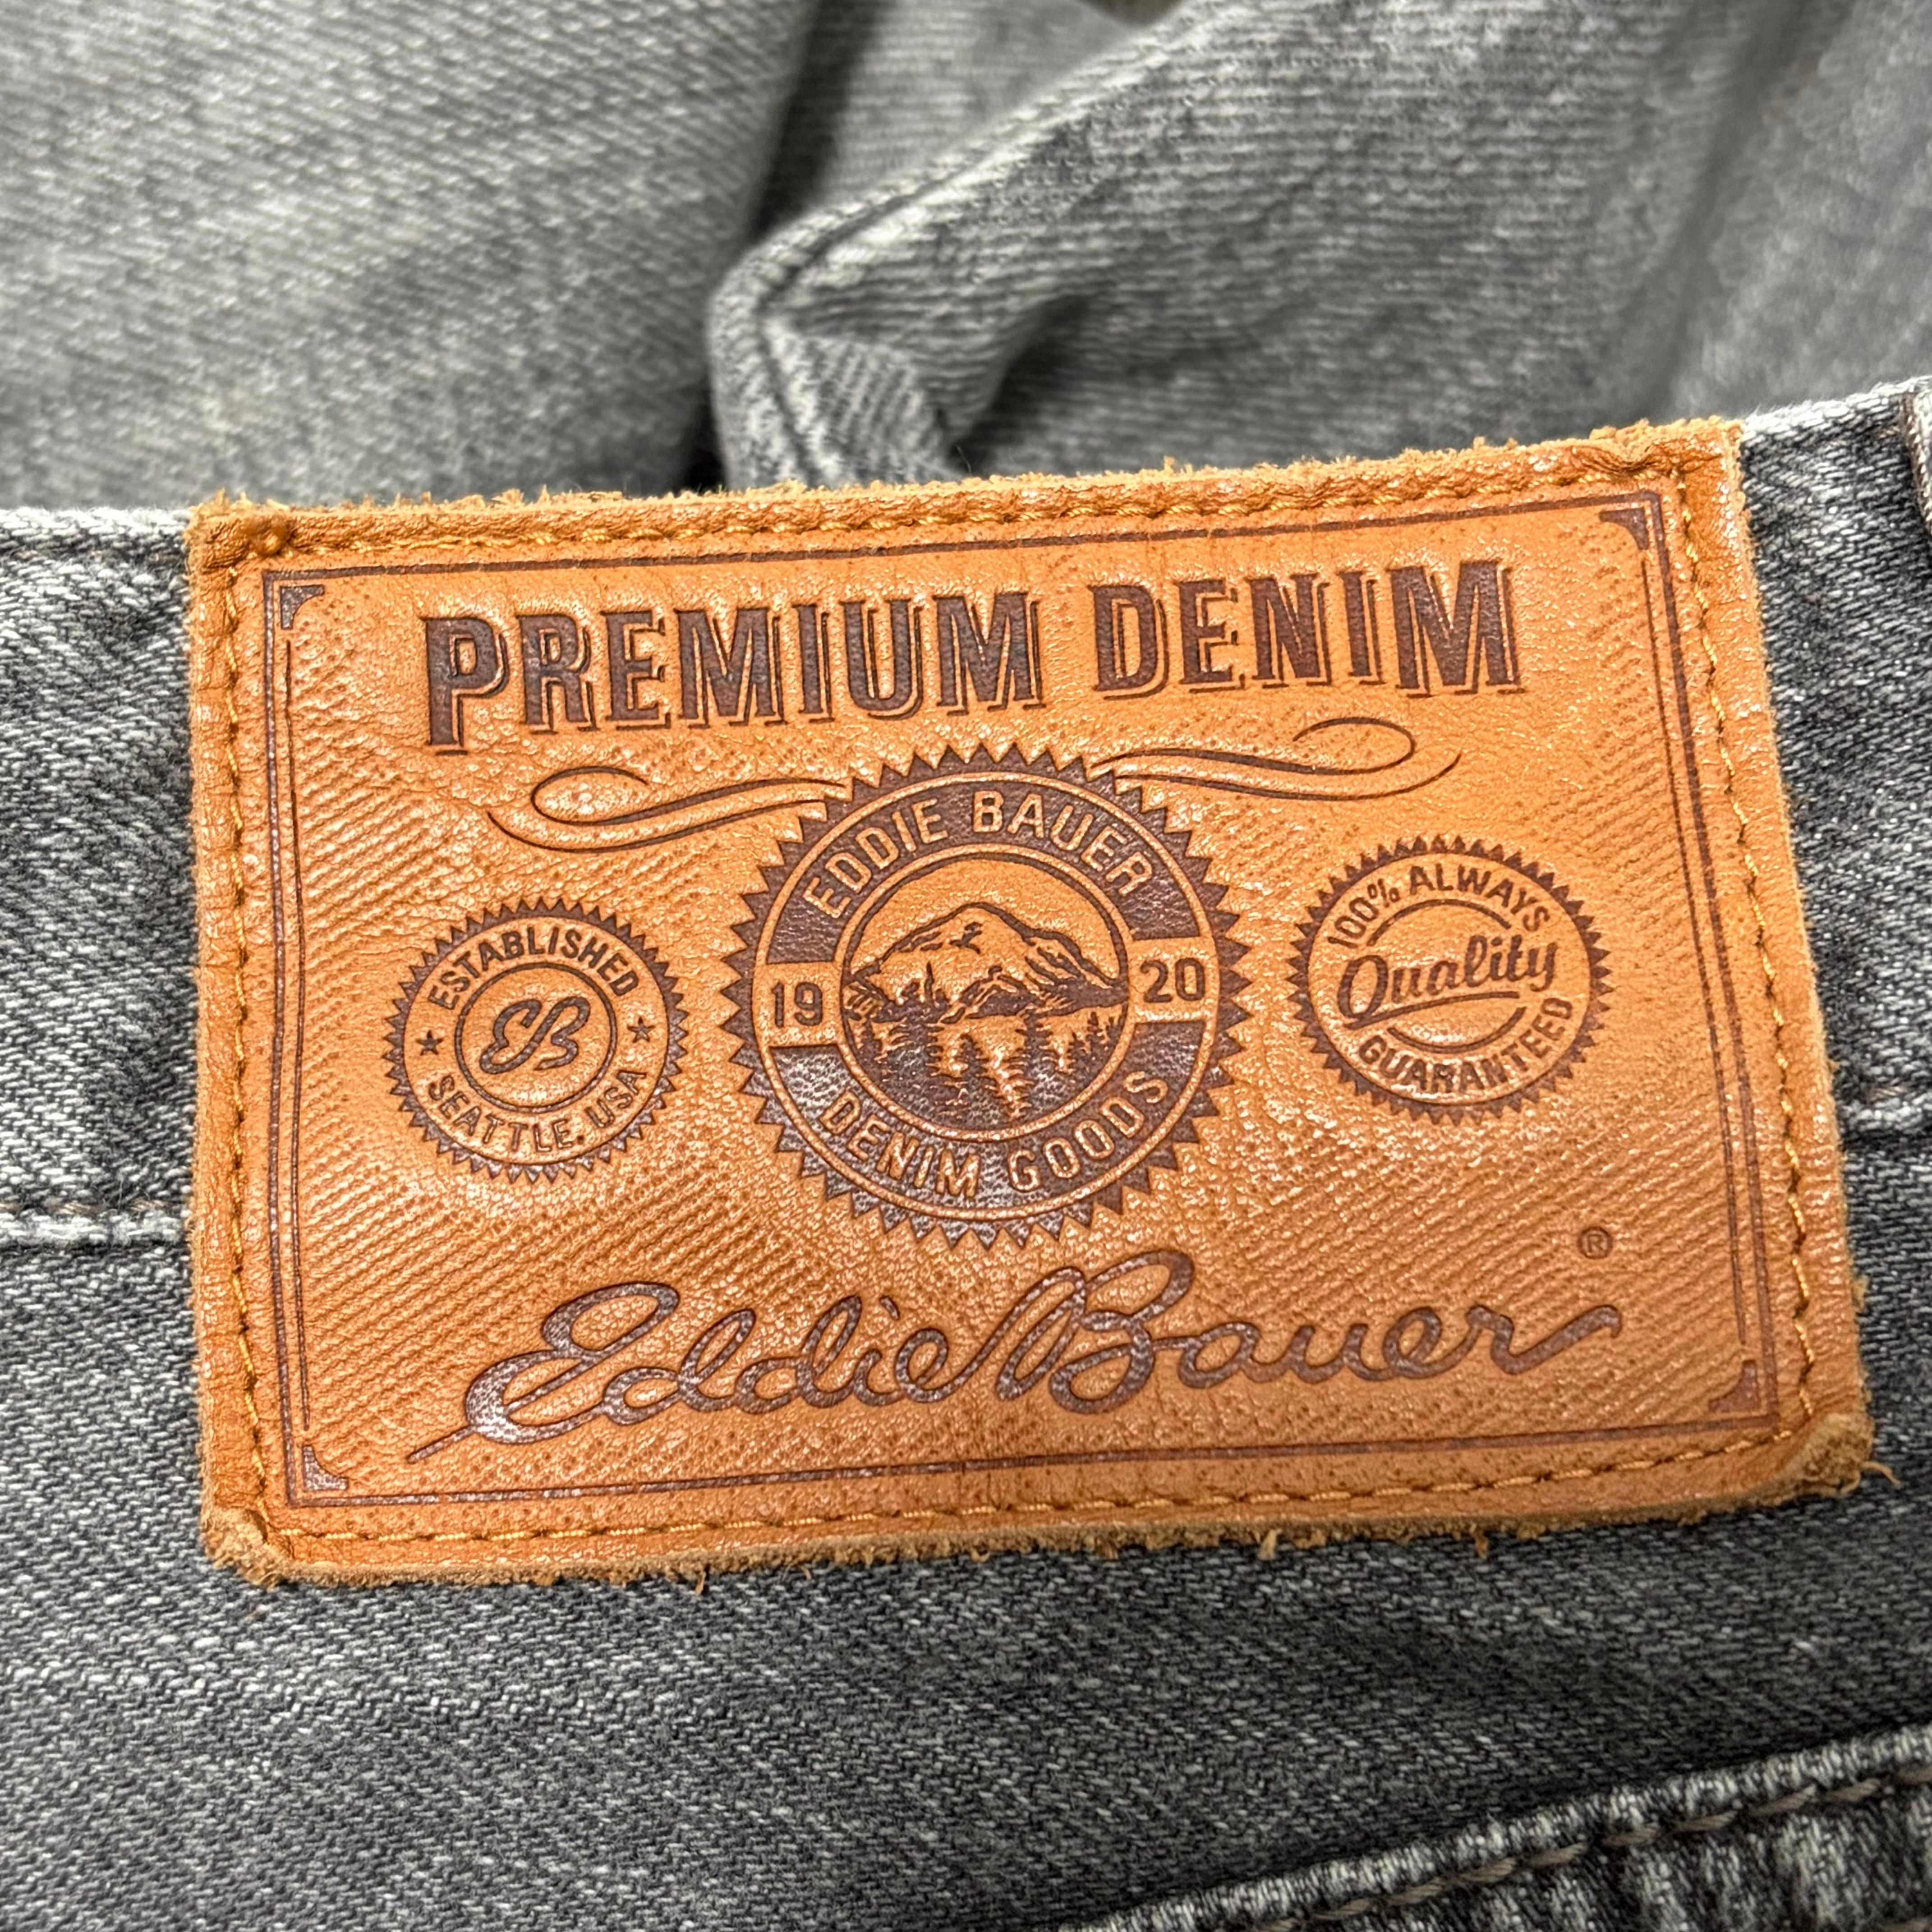 PREMIUM DENIM
EDDIE BAUER
19 20
DENIM GOODS
ESTABLISHED
EB
SEATTLE, USA
100% ALWAYS
Quality
GUARANTEED
Eddie Bauer ®